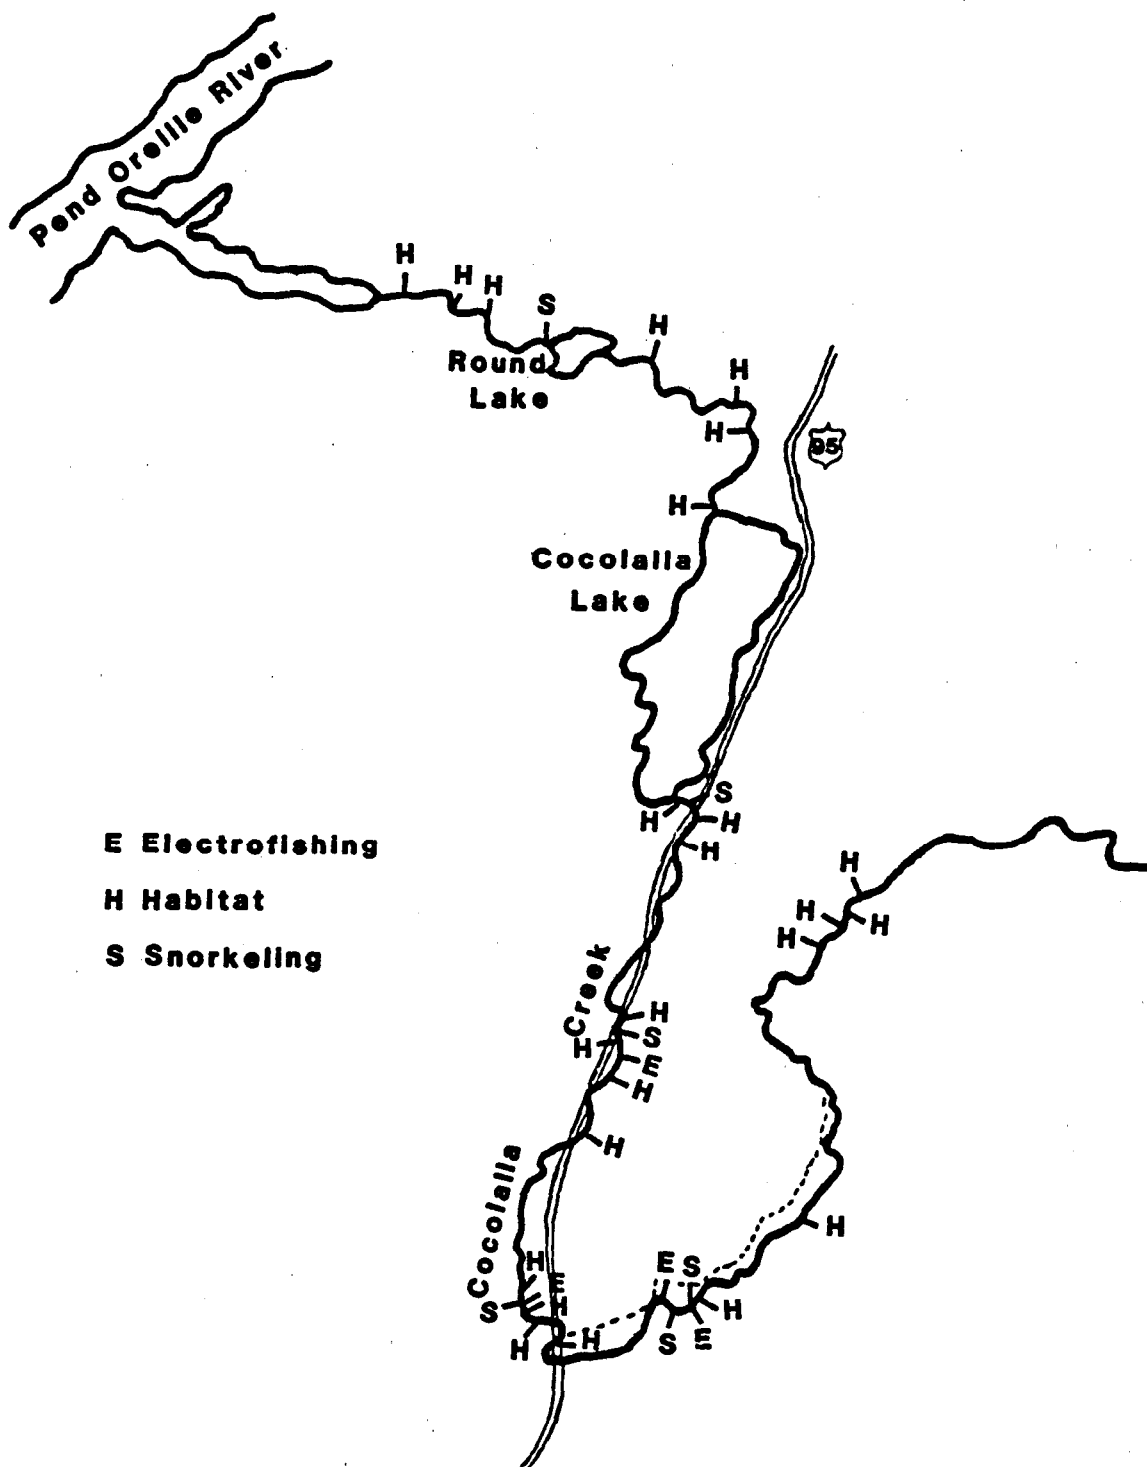 Pend Oreille River
H
H
H
S
H
Round
Lake
H
H
95
H
Cocolalla
Lake
S
H
H
H
E Electrofishing
H Habitat
S Snorkeling
H
H
H
H
Creek
H
S
H
E
H
H
Cocolalla
H
H
E
S
E
H
S
H
H
H
S
E